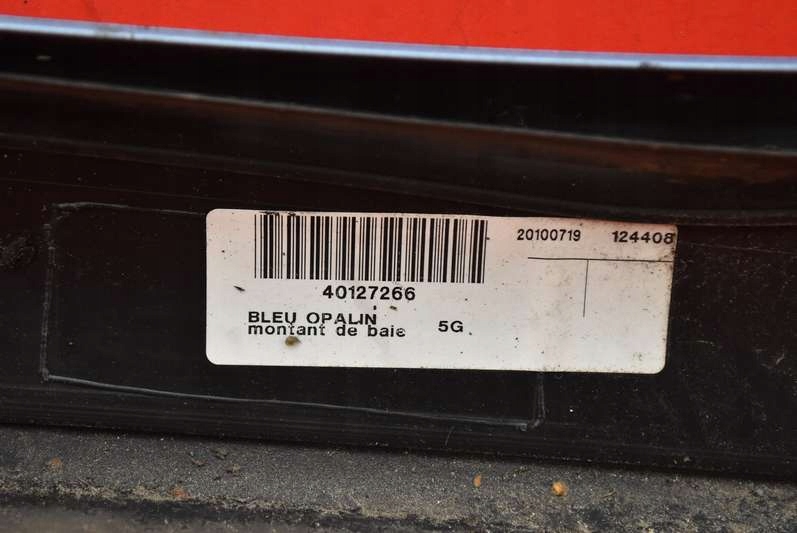 20100719 124408
40127266
BLEU OPALIN
montant de baie 5G